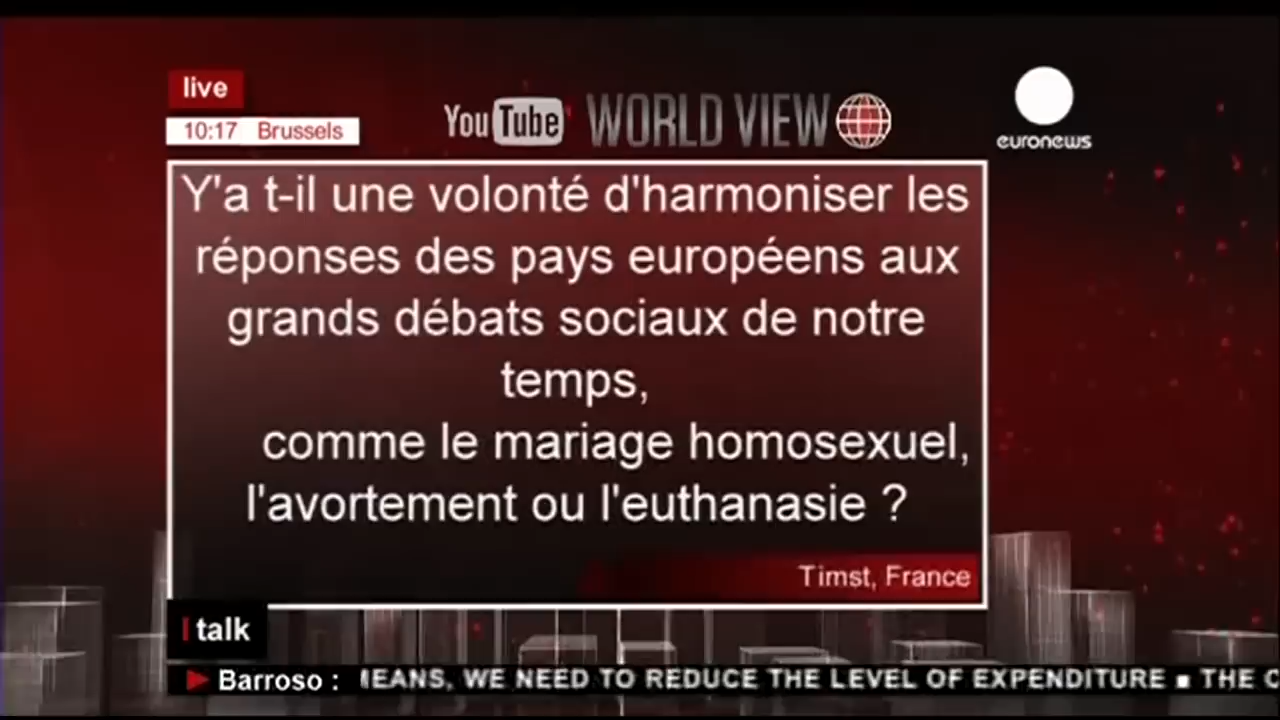 live
10:17 Brussels
YouTube WORLD VIEW
euronews
Y'a t-il une volonté d'harmoniser les
réponses des pays européens aux
grands débats sociaux de notre
temps,
comme le mariage homosexuel,
l'avortement ou l'euthanasie ?
Timst, France
I talk
Barroso : MEANS, WE NEED TO REDUCE THE LEVEL OF EXPENDITURE ■ THE